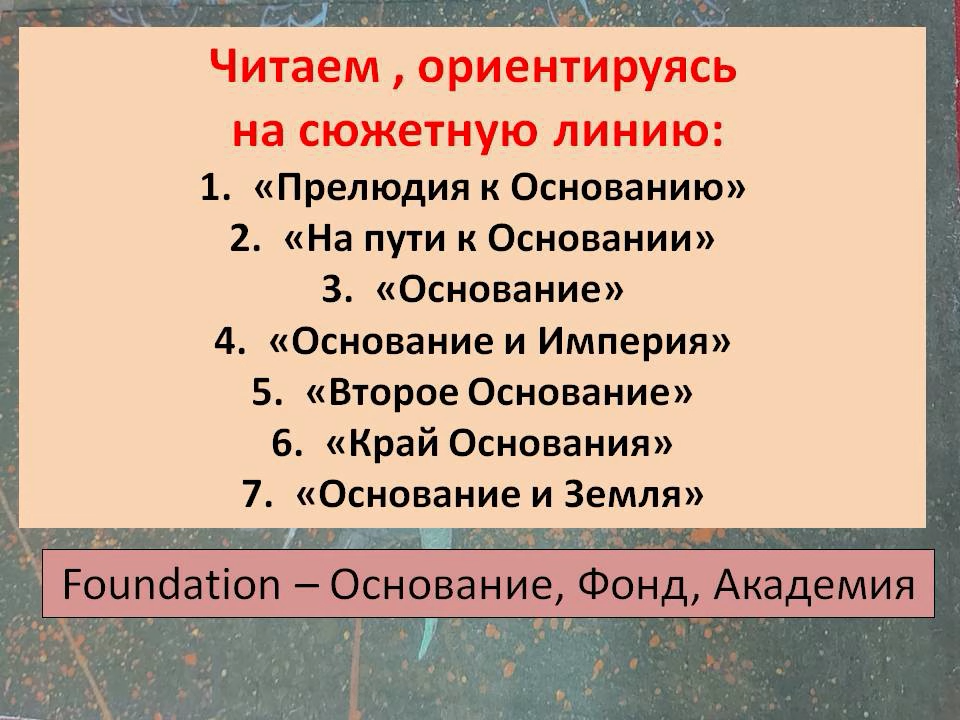 Читаем , ориентируясь
на сюжетную линию:
1. «Прелюдия к Основанию»
2. «На пути к Основании»
3. «Основание»
4. «Основание и Империя»
5. «Второе Основание»
6. «Край Основания»
7. «Основание и Земля»
Foundation – Основание, Фонд, Академия